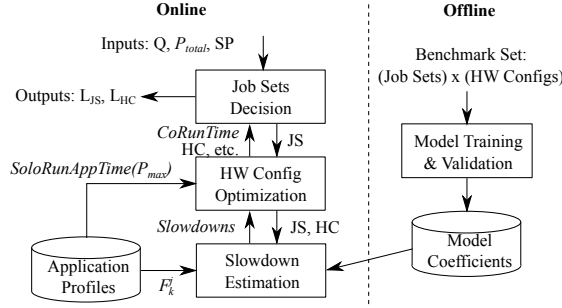 Online
Offline
Inputs: Q, P_total, SP
Job Sets
Decision
Outputs: L_JS, L_HC
CoRunTime
HC, etc.
JS
SoloRunAppTime(P_max)
HW Config
Optimization
Slowdowns
JS, HC
Application
Profiles
F_k^j
Slowdown
Estimation
Benchmark Set:
(Job Sets) x (HW Configs)
Model Training
& Validation
Model
Coefficients